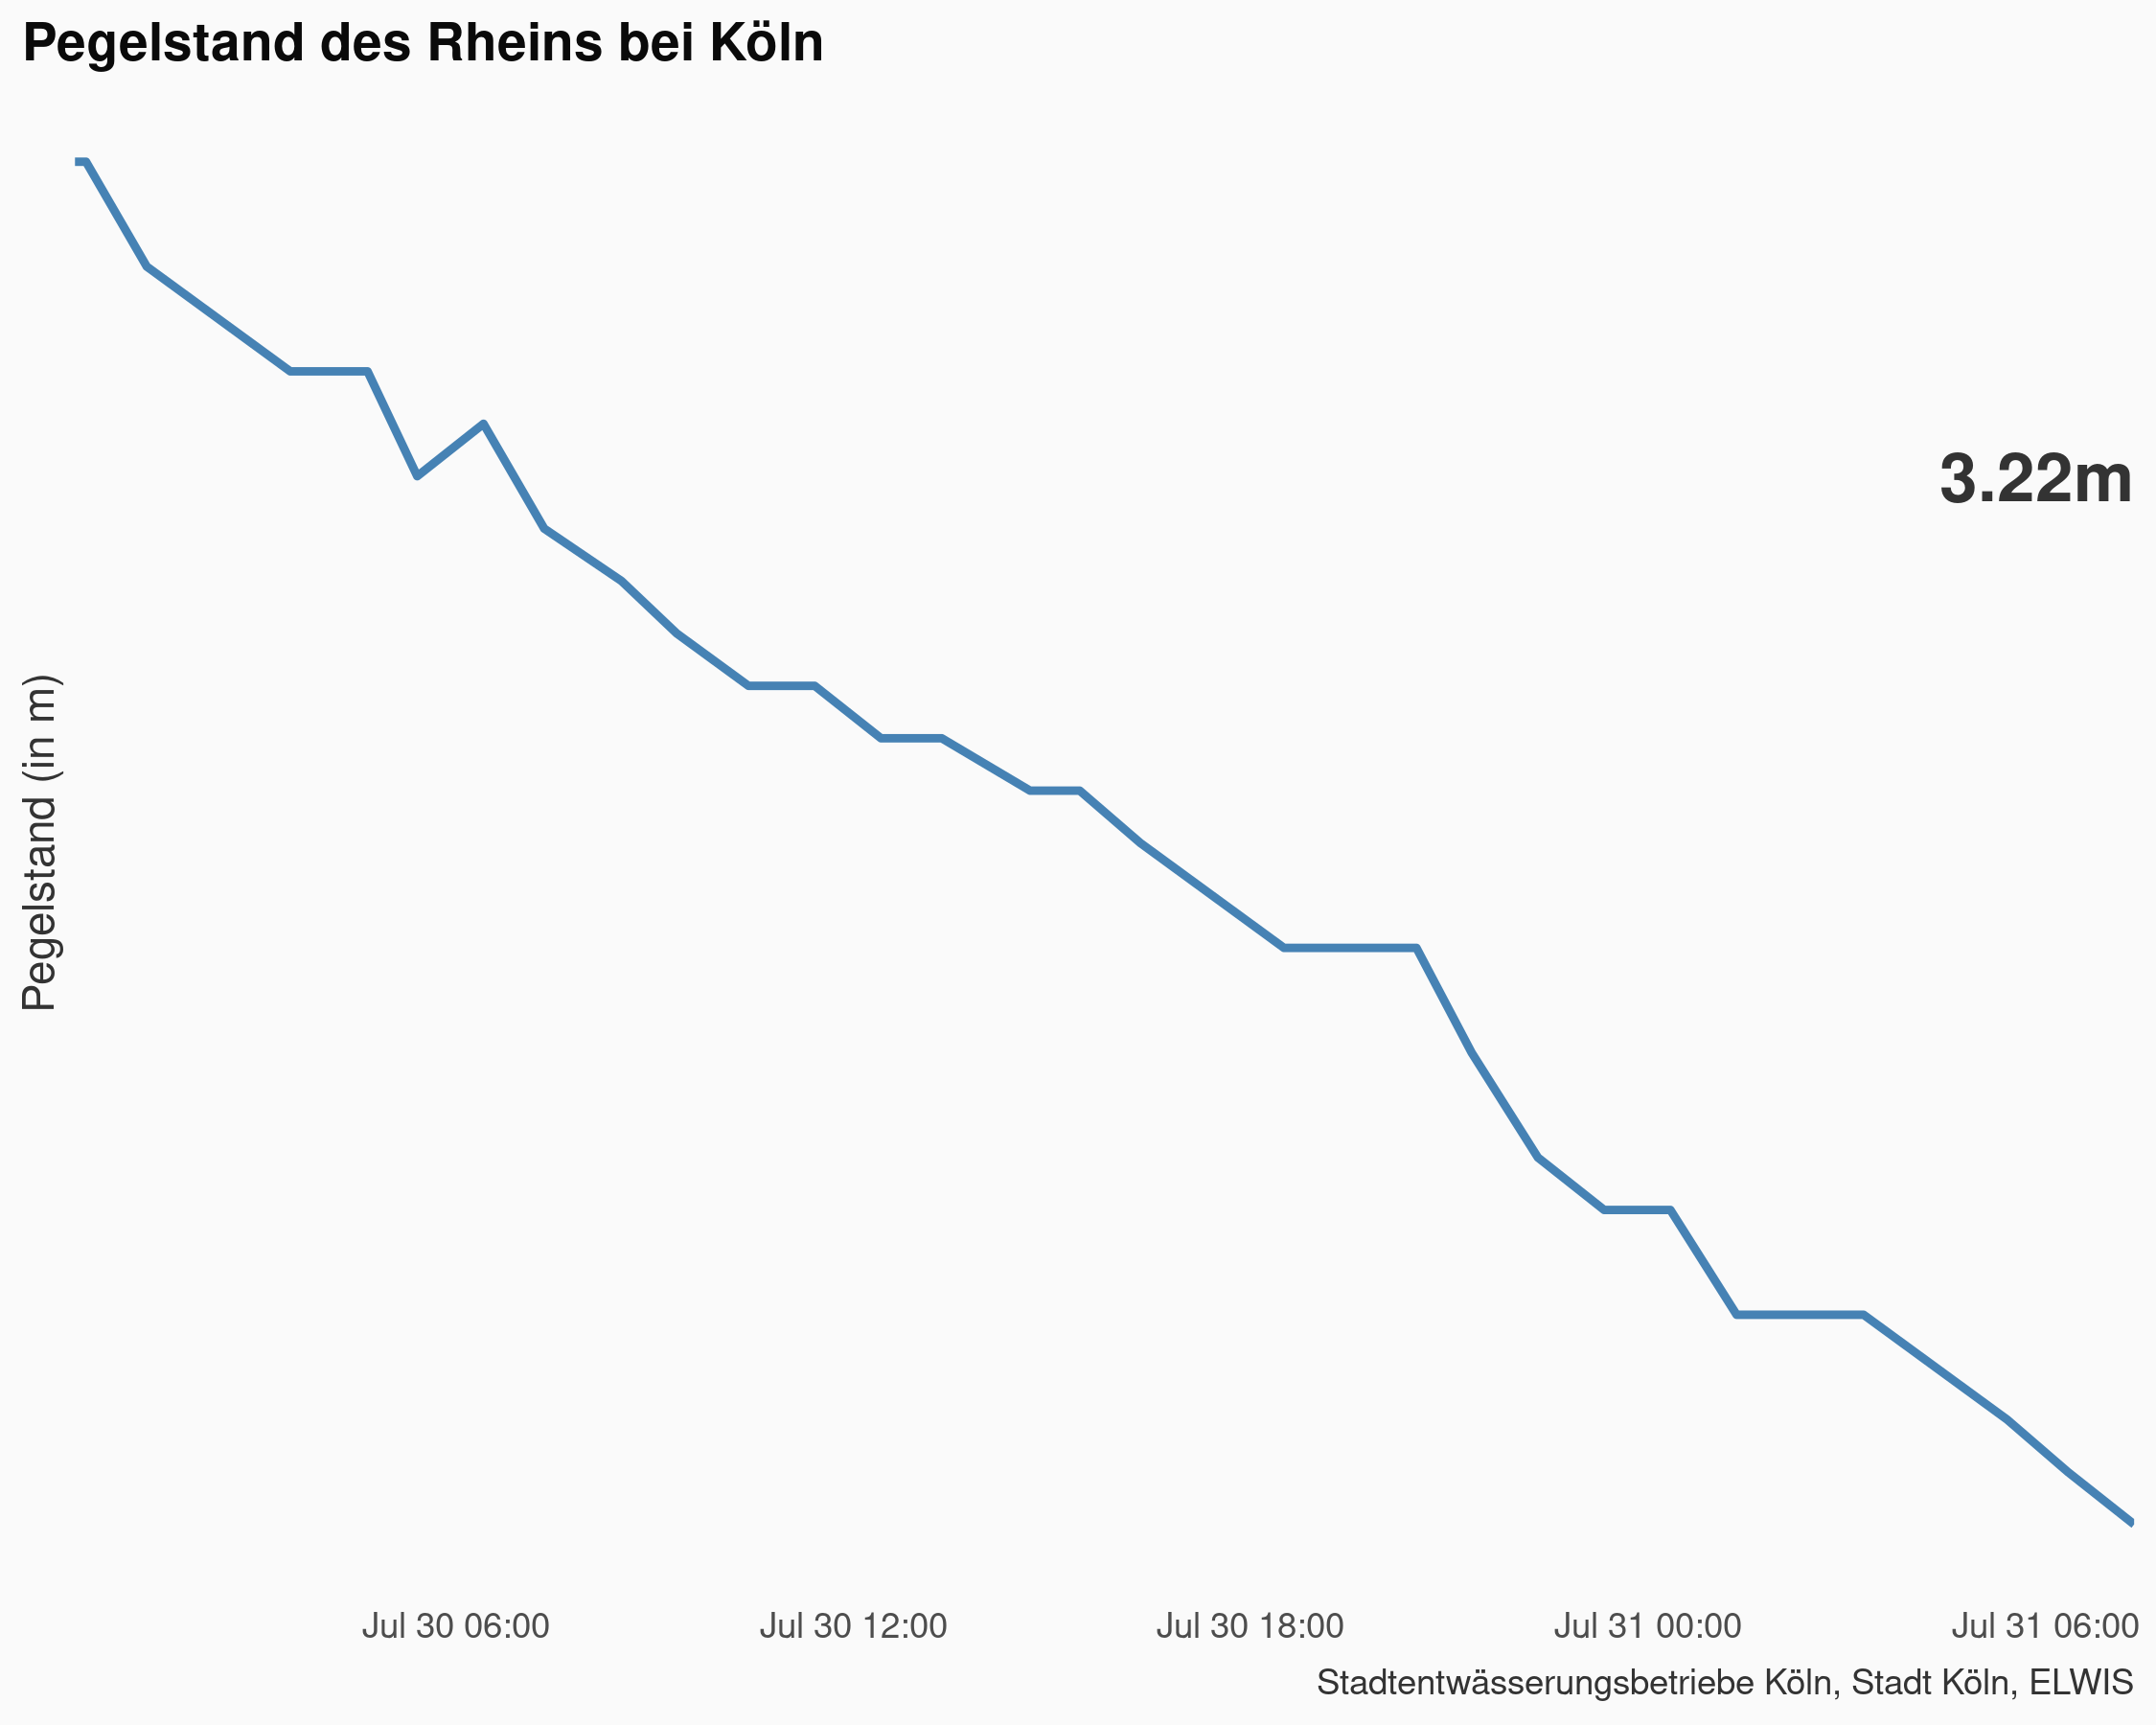 Pegelstand des Rheins bei Köln
3.22m
Pegelstand (in m)
Jul 30 06:00 Jul 30 12:00 Jul 30 18:00 Jul 31 00:00 Jul 31 06:00
Stadtentwässerungsbetriebe Köln, Stadt Köln, ELWIS